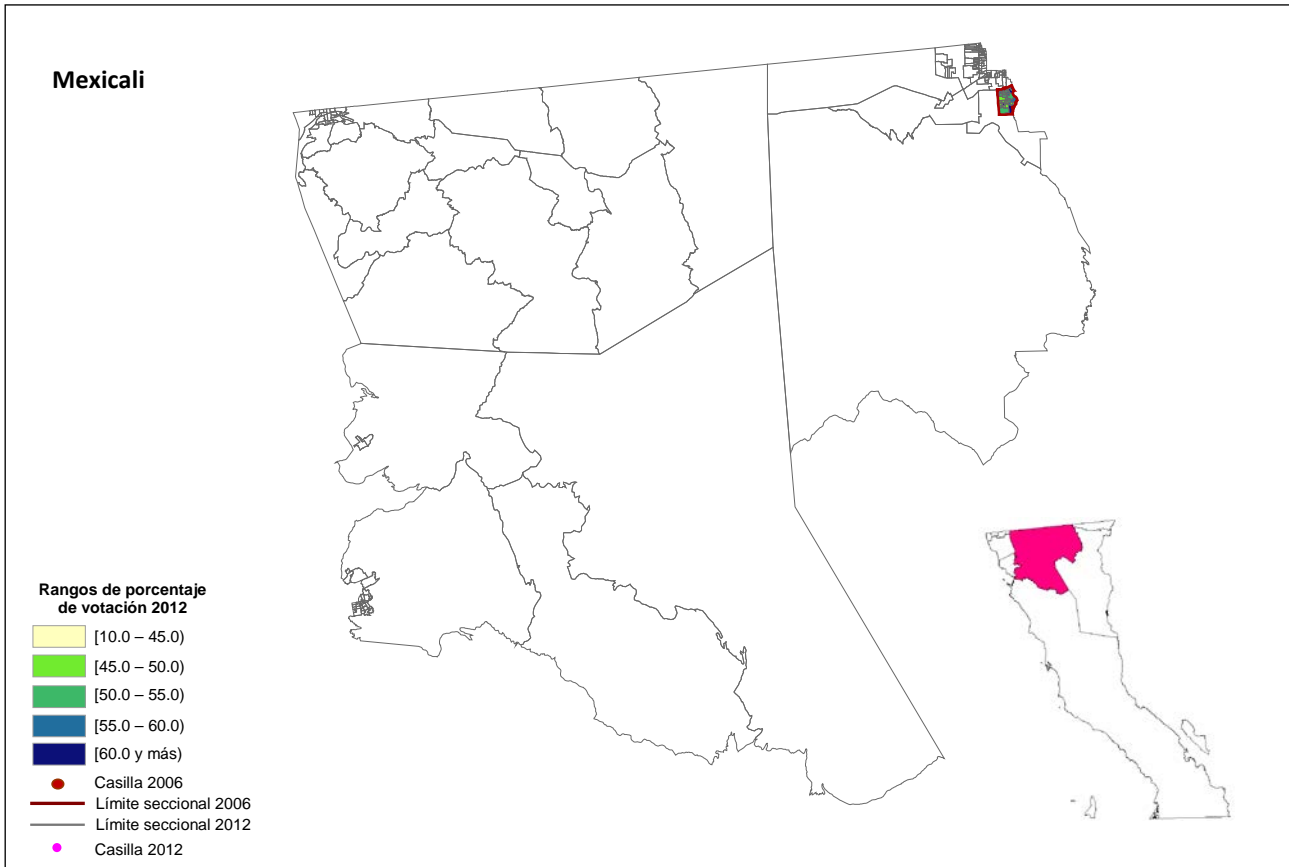 Mexicali
Rangos de porcentaje
de votación 2012
[10.0 – 45.0)
[45.0 – 50.0)
[50.0 – 55.0)
[55.0 – 60.0)
[60.0 y más)
Casilla 2006
Límite seccional 2006
Límite seccional 2012
Casilla 2012